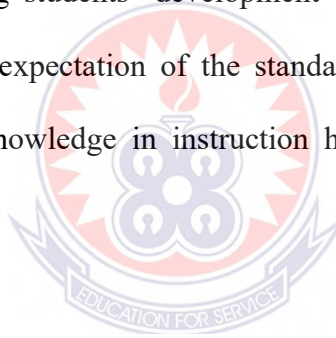 students' development
expectation of the standa
nowledge in instruction h
EDUCATION FOR SERVICE